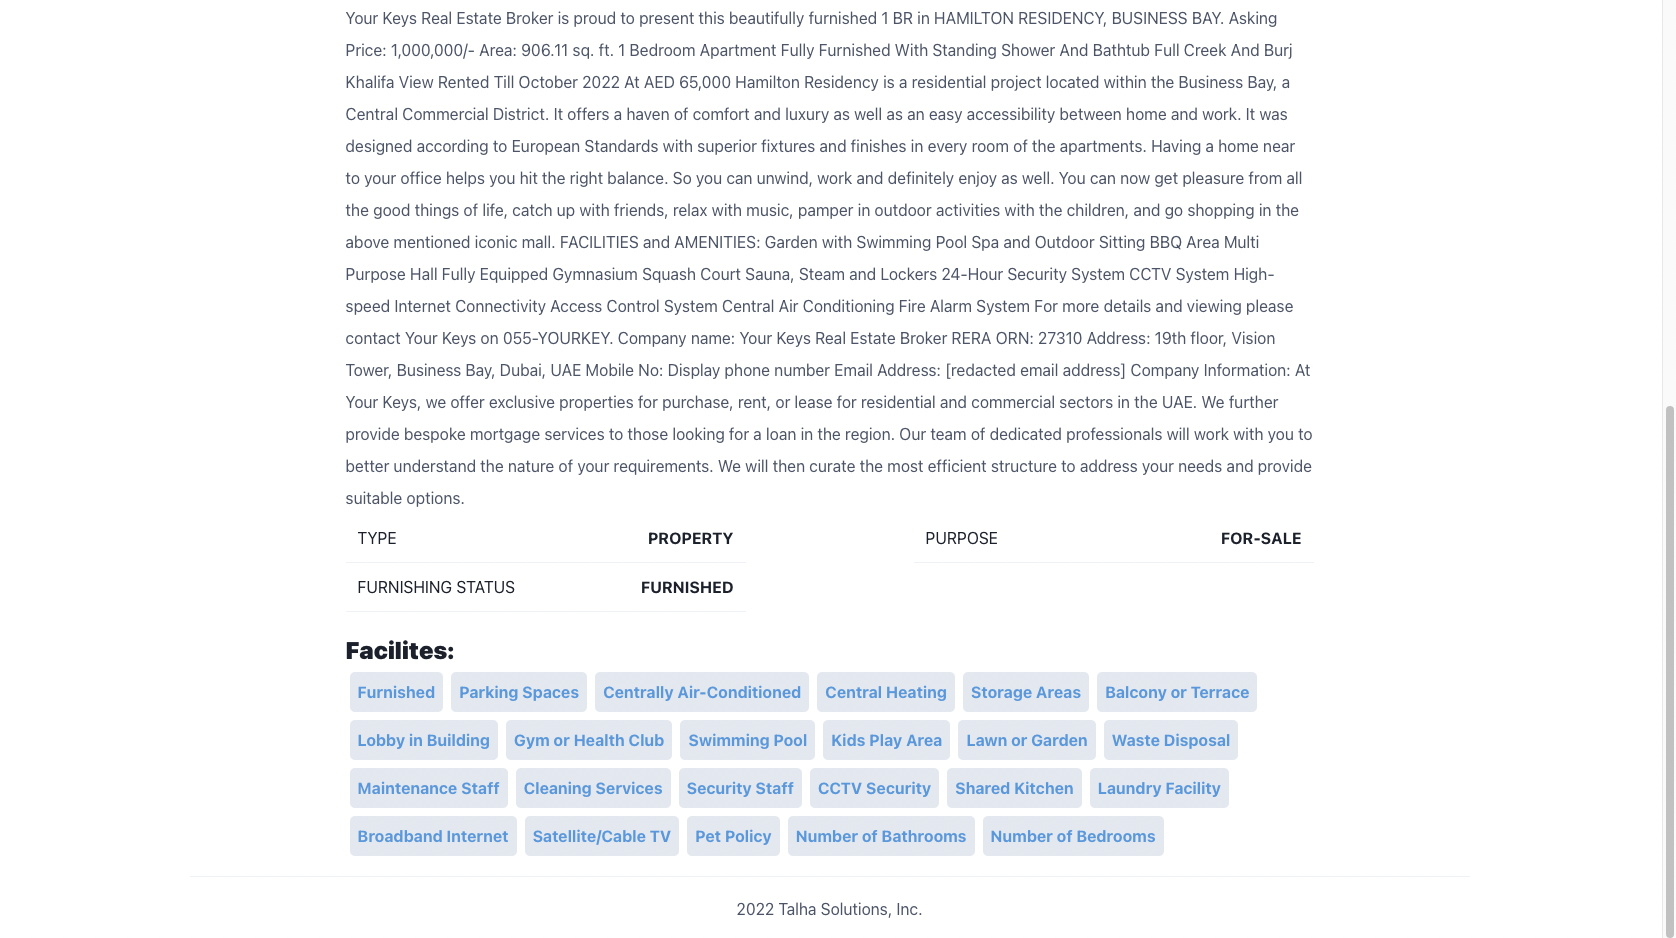 Your Keys Real Estate Broker is proud to present this beautifully furnished 1 BR in HAMILTON RESIDENCY, BUSINESS BAY. Asking
Price: 1,000,000/- Area: 906.11 sq. ft. 1 Bedroom Apartment Fully Furnished With Standing Shower And Bathtub Full Creek And Burj
Khalifa View Rented Till October 2022 At AED 65,000 Hamilton Residency is a residential project located within the Business Bay, a
Central Commercial District. It offers a haven of comfort and luxury as well as an easy accessibility between home and work. It was
designed according to European Standards with superior fixtures and finishes in every room of the apartments. Having a home near
to your office helps you hit the right balance. So you can unwind, work and definitely enjoy as well. You can now get pleasure from all
the good things of life, catch up with friends, relax with music, pamper in outdoor activities with the children, and go shopping in the
above mentioned iconic mall. FACILITIES and AMENITIES: Garden with Swimming Pool Spa and Outdoor Sitting BBQ Area Multi
Purpose Hall Fully Equipped Gymnasium Squash Court Sauna, Steam and Lockers 24-Hour Security System CCTV System High-
speed Internet Connectivity Access Control System Central Air Conditioning Fire Alarm System For more details and viewing please
contact Your Keys on 055-YOURKEY. Company name: Your Keys Real Estate Broker RERA ORN: 27310 Address: 19th floor, Vision
Tower, Business Bay, Dubai, UAE Mobile No: Display phone number Email Address: [redacted email address] Company Information: At
Your Keys, we offer exclusive properties for purchase, rent, or lease for residential and commercial sectors in the UAE. We further
provide bespoke mortgage services to those looking for a loan in the region. Our team of dedicated professionals will work with you to
better understand the nature of your requirements. We will then curate the most efficient structure to address your needs and provide
suitable options.
TYPE PROPERTY PURPOSE FOR-SALE
FURNISHING STATUS FURNISHED
Facilites:
Furnished Parking Spaces Centrally Air-Conditioned Central Heating Storage Areas Balcony or Terrace
Lobby in Building Gym or Health Club Swimming Pool Kids Play Area Lawn or Garden Waste Disposal
Maintenance Staff Cleaning Services Security Staff CCTV Security Shared Kitchen Laundry Facility
Broadband Internet Satellite/Cable TV Pet Policy Number of Bathrooms Number of Bedrooms
2022 Talha Solutions, Inc.